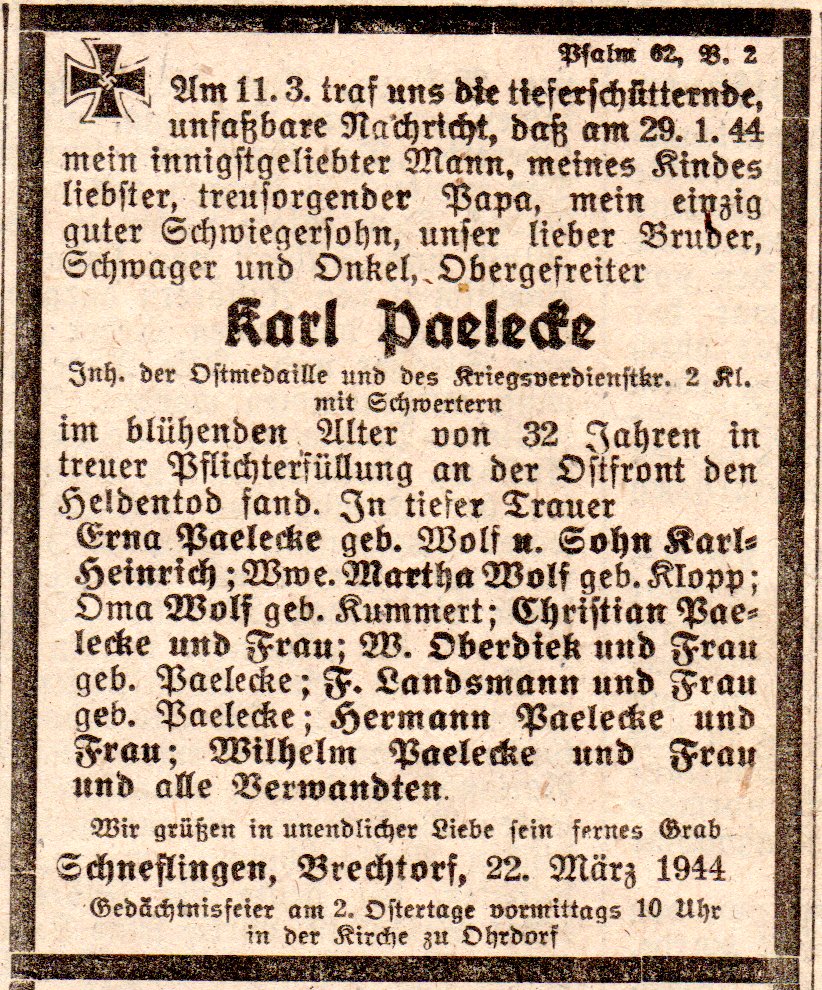 Psalm 62, V. 2
Am 11. 3. traf uns die tieferschütternde,
unfaßbare Nachricht, daß am 29. 1. 44
mein innigstgeliebter Mann, meines Kindes
liebster, treusorgender Papa, mein einzig
guter Schwiegersohn, unser lieber Bruder,
Schwager und Onkel, Obergefreiter
Karl Paelecke
Inh. der Ostmedaille und des Kriegsverdienstkr. 2 Kl.
mit Schwertern
im blühenden Alter von 32 Jahren in
treuer Pflichterfüllung an der Ostfront den
Heldentod fand. In tiefer Trauer
Erna Paelecke geb. Wolf u. Sohn Karl-
Heinrich; Wwe. Martha Wolf geb. Klopp;
Oma Wolf geb. Kummert; Christian Pae-
lecke und Frau; W. Oberdiek und Frau
geb. Paelecke; F. Landsmann und Frau
geb. Paelecke; Hermann Paelecke und
Frau; Wilhelm Paelecke und Frau
und alle Verwandten.
Wir grüßen in unendlicher Liebe sein fernes Grab
Schneflingen, Brechtorf, 22. März 1944
Gedächtnisfeier am 2. Ostertage vormittags 10 Uhr
in der Kirche zu Ohrdorf